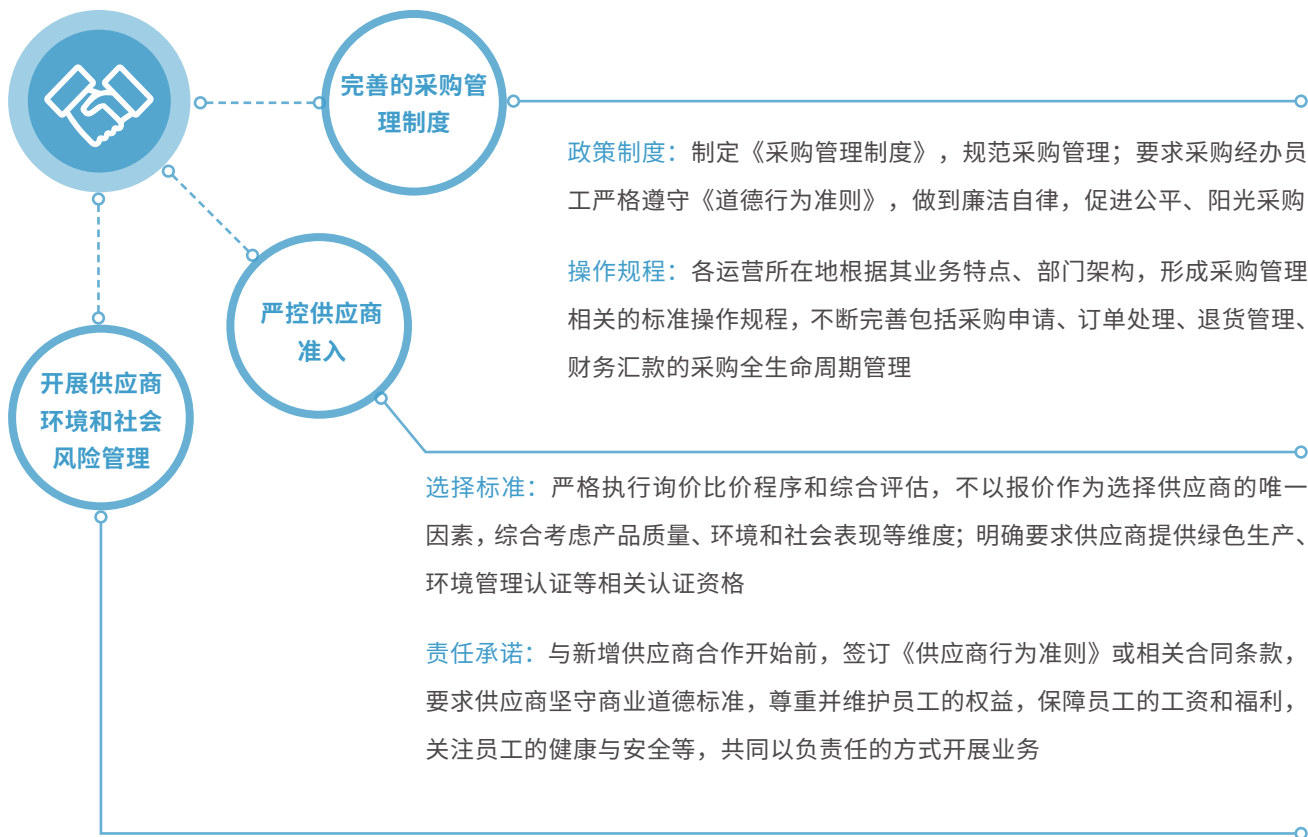 完善的采购管
理制度
政策制度：制定《采购管理制度》，规范采购管理；要求采购经办员
工严格遵守《道德行为准则》，做到廉洁自律，促进公平、阳光采购
操作规程：各运营所在地根据其业务特点、部门架构，形成采购管理
相关的标准操作规程，不断完善包括采购申请、订单处理、退货管理、
财务汇款的采购全生命周期管理
严控供应商
准入
选择标准：严格执行询价比价程序和综合评估，不以报价作为选择供应商的唯一
因素，综合考虑产品质量、环境和社会表现等维度；明确要求供应商提供绿色生产、
环境管理认证等相关认证资格
责任承诺：与新增供应商合作开始前，签订《供应商行为准则》或相关合同条款，
要求供应商坚守商业道德标准，尊重并维护员工的权益，保障员工的工资和福利，
关注员工的健康与安全等，共同以负责任的方式开展业务
开展供应商
环境和社会
风险管理